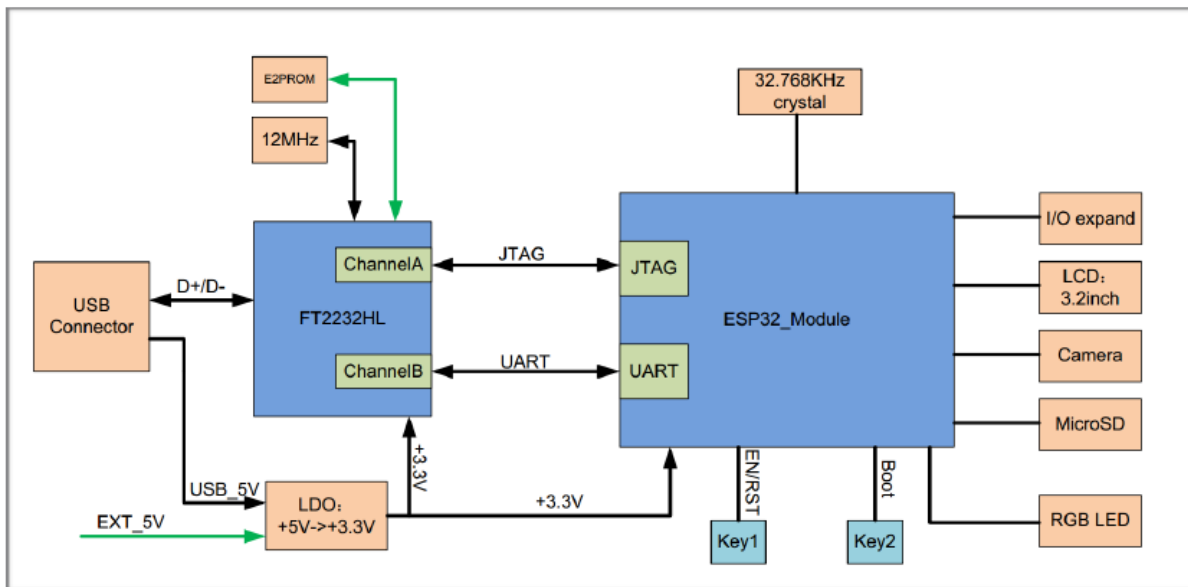 E2PROM
12MHz
32.768KHz
crystal
USB
Connector
D+/D-
FT2232HL
ChannelA
ChannelB
JTAG
UART
JTAG
UART
ESP32_Module
I/O expand
LCD：
3.2inch
Camera
MicroSD
RGB LED
USB_5V
EXT_5V
LDO：
+5V->+3.3V
+3.3V
+3.3V
EN/RST
Boot
Key1
Key2